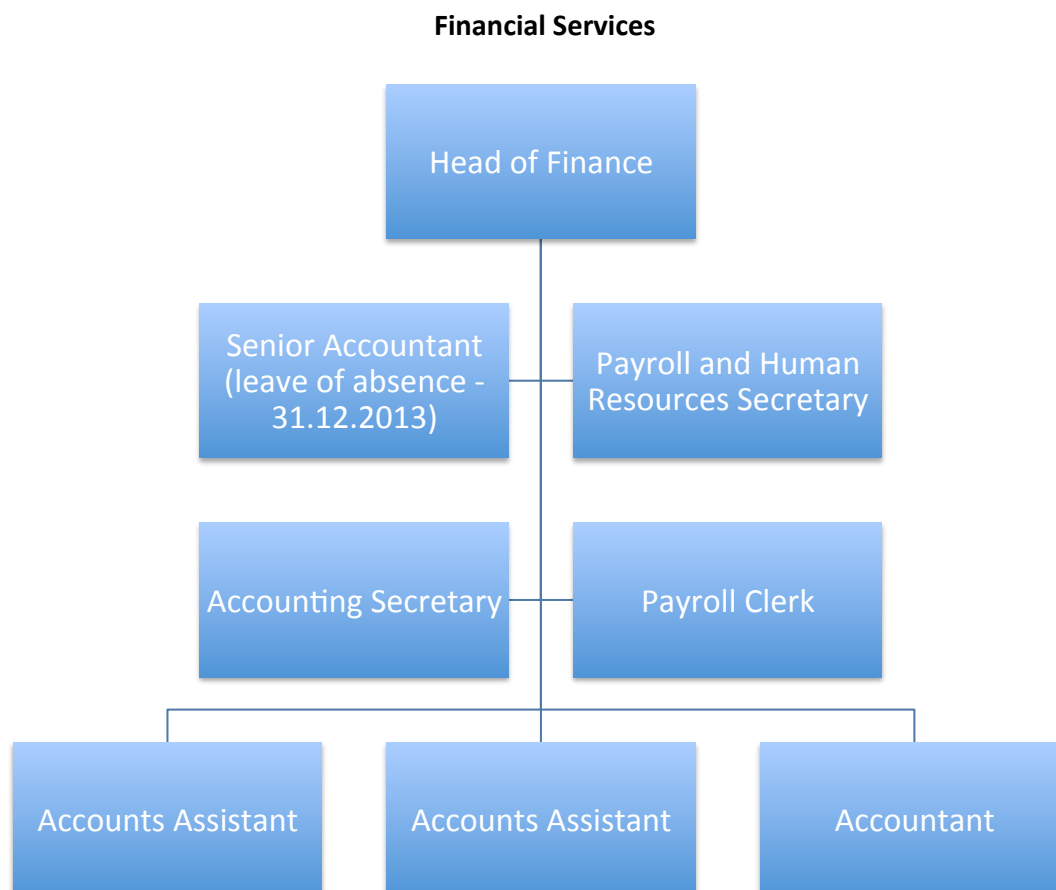 Financial Services
Head of Finance
Senior Accountant
(leave of absence -
31.12.2013)
Payroll and Human
Resources Secretary
Accounting Secretary
Payroll Clerk
Accounts Assistant
Accounts Assistant
Accountant